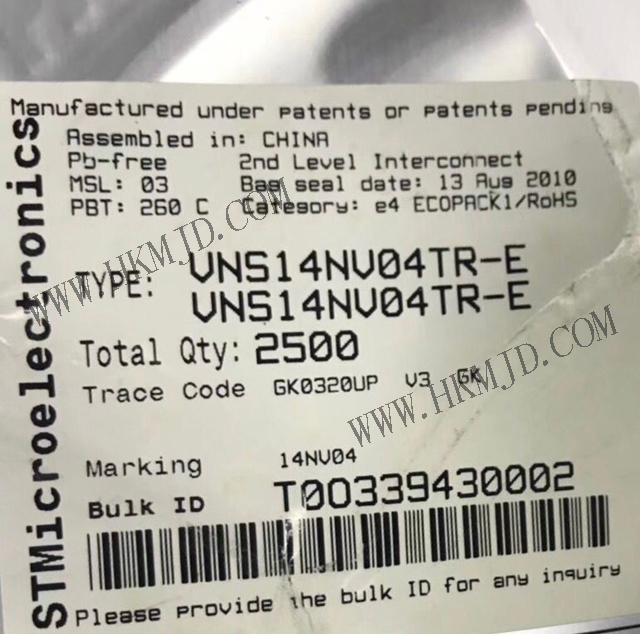 Manufactured under patents or patents pending
Assembled in: CHINA
Pb-free 2nd Level Interconnect
MSL: 03 Bag seal date: 13 Aug 2010
PBT: 260 C Category: e4 ECOPACK1/RoHS
TYPE: VNS14NV04TR-E
VNS14NV04TR-E
Total Qty: 2500
Trace Code GK0320UP V3 GK
Marking 14NV04
Bulk ID T00339430002
Please provide the bulk ID for any inquiry
STMicroelectronics
WWW.HKMJD.COM
WWW.HKMJD.COM